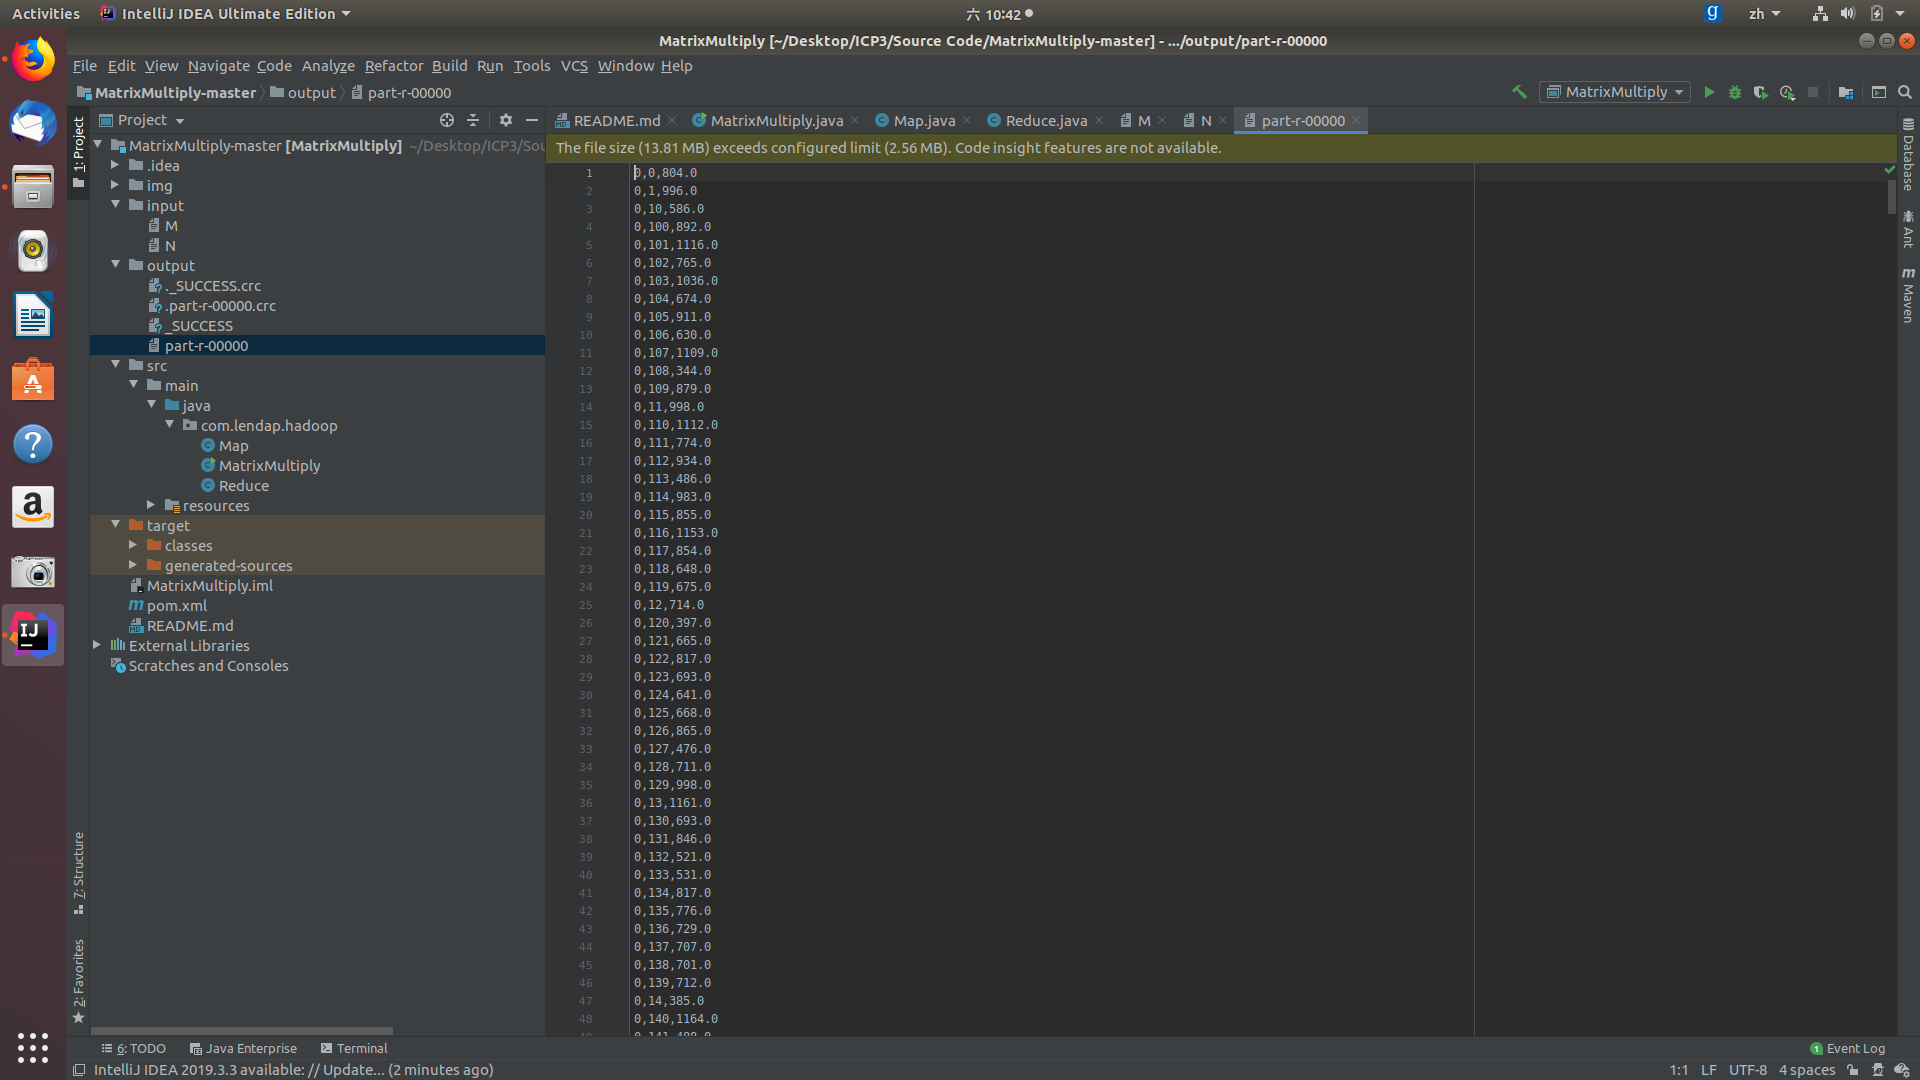 Activities IntelliJ IDEA Ultimate Edition 六 10:42 zh
MatrixMultiply [~/Desktop/ICP3/Source Code/MatrixMultiply-master] - .../output/part-r-00000
File Edit View Navigate Code Analyze Refactor Build Run Tools VCS Window Help
MatrixMultiply-master output part-r-00000 MatrixMultiply
Project
README.md MatrixMultiply.java Map.java Reduce.java M N part-r-00000
The file size (13.81 MB) exceeds configured limit (2.56 MB). Code insight features are not available.
1: Project
MatrixMultiply-master [MatrixMultiply] ~/Desktop/ICP3/Sou
.idea
img
input
M
N
output
._SUCCESS.crc
.part-r-00000.crc
_SUCCESS
part-r-00000
src
main
java
com.lendap.hadoop
Map
MatrixMultiply
Reduce
resources
target
classes
generated-sources
MatrixMultiply.iml
pom.xml
README.md
External Libraries
Scratches and Consoles
7: Structure
2: Favorites
1 0,0,804.0
2 0,1,996.0
3 0,10,586.0
4 0,100,892.0
5 0,101,1116.0
6 0,102,765.0
7 0,103,1036.0
8 0,104,674.0
9 0,105,911.0
10 0,106,630.0
11 0,107,1109.0
12 0,108,344.0
13 0,109,879.0
14 0,11,998.0
15 0,110,1112.0
16 0,111,774.0
17 0,112,934.0
18 0,113,486.0
19 0,114,983.0
20 0,115,855.0
21 0,116,1153.0
22 0,117,854.0
23 0,118,648.0
24 0,119,675.0
25 0,12,714.0
26 0,120,397.0
27 0,121,665.0
28 0,122,817.0
29 0,123,693.0
30 0,124,641.0
31 0,125,668.0
32 0,126,865.0
33 0,127,476.0
34 0,128,711.0
35 0,129,998.0
36 0,13,1161.0
37 0,130,693.0
38 0,131,846.0
39 0,132,521.0
40 0,133,531.0
41 0,134,817.0
42 0,135,776.0
43 0,136,729.0
44 0,137,707.0
45 0,138,701.0
46 0,139,712.0
47 0,14,385.0
48 0,140,1164.0
Database
Ant
Maven
6: TODO Java Enterprise Terminal 1 Event Log
IntelliJ IDEA 2019.3.3 available: // Update... (2 minutes ago) 1:1 LF UTF-8 4 spaces